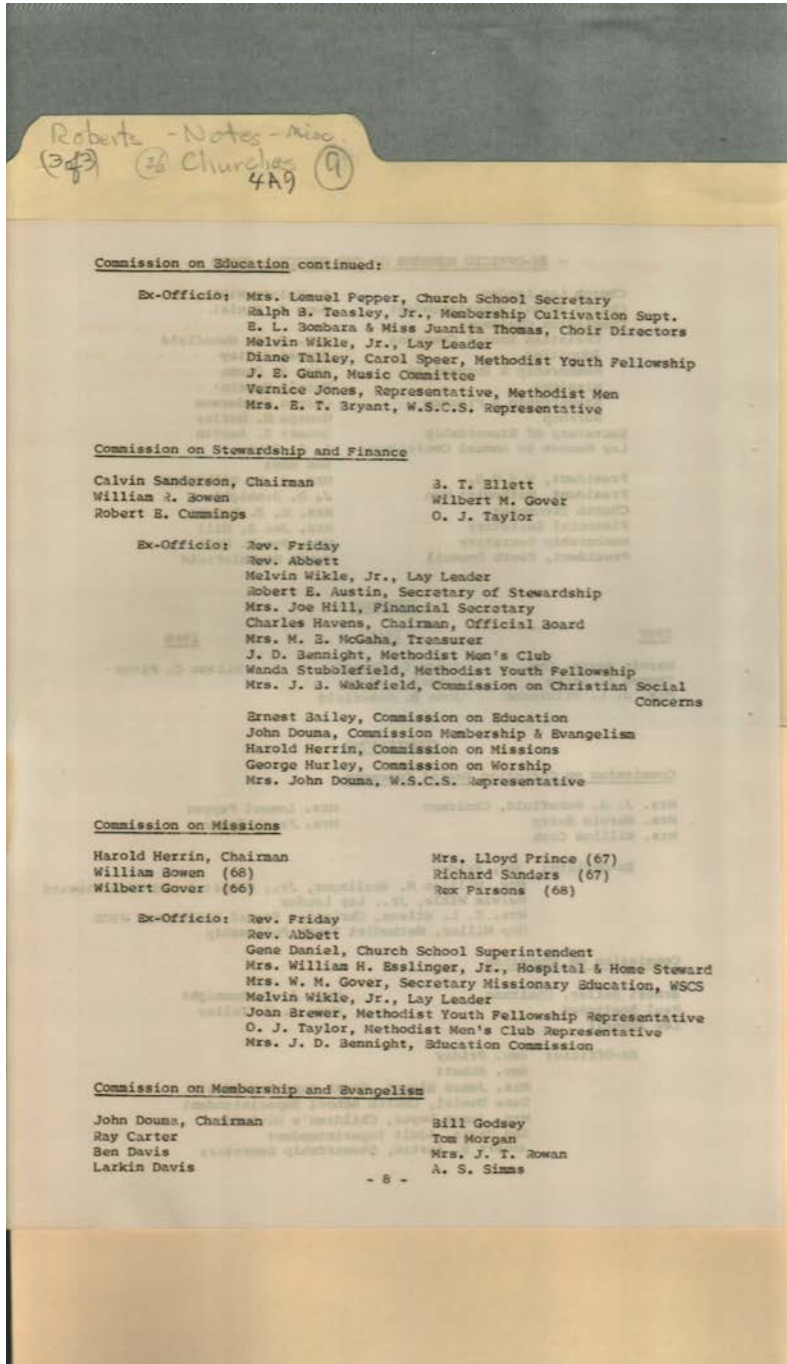 Roberts - Notes - Misc
(3 of 3) Churches 9
4A9
Commission on Education continued:
Ex-Officio: Mrs. Lemuel Pepper, Church School Secretary
Ralph B. Teasley, Jr., Membership Cultivation Supt.
E. L. Bombara & Miss Juanita Thomas, Choir Directors
Melvin Wikle, Jr., Lay Leader
Diane Talley, Carol Speer, Methodist Youth Fellowship
J. E. Gunn, Music Committee
Vernice Jones, Representative, Methodist Men
Mrs. E. T. Bryant, W.S.C.S. Representative
Commission on Stewardship and Finance
Calvin Sanderson, Chairman B. T. Ellett
William R. Bowen Wilbert M. Gover
Robert E. Cummings O. J. Taylor
Ex-Officio: Rev. Friday
Rev. Abbett
Melvin Wikle, Jr., Lay Leader
Robert E. Austin, Secretary of Stewardship
Mrs. Joe Hill, Financial Secretary
Charles Havens, Chairman, Official Board
Mrs. M. B. McGaha, Treasurer
J. D. Bennight, Methodist Men's Club
Wanda Stubblefield, Methodist Youth Fellowship
Mrs. J. B. Wakefield, Commission on Christian Social
Concerns
Ernest Bailey, Commission on Education
John Douma, Commission Membership & Evangelism
Harold Herrin, Commission on Missions
George Hurley, Commission on Worship
Mrs. John Douma, W.S.C.S. Representative
Commission on Missions
Harold Herrin, Chairman Mrs. Lloyd Prince (67)
William Bowen (68) Richard Sanders (67)
Wilbert Gover (66) Rex Parsons (68)
Ex-Officio: Rev. Friday
Rev. Abbett
Gene Daniel, Church School Superintendent
Mrs. William H. Esslinger, Jr., Hospital & Home Steward
Mrs. W. M. Gover, Secretary Missionary Education, WSCS
Melvin Wikle, Jr., Lay Leader
Joan Brewer, Methodist Youth Fellowship Representative
O. J. Taylor, Methodist Men's Club Representative
Mrs. J. D. Bennight, Education Commission
Commission on Membership and Evangelism
John Douma, Chairman Bill Godsey
Ray Carter Tom Morgan
Ben Davis Mrs. J. T. Rowan
Larkin Davis A. S. Simms
- 8 -